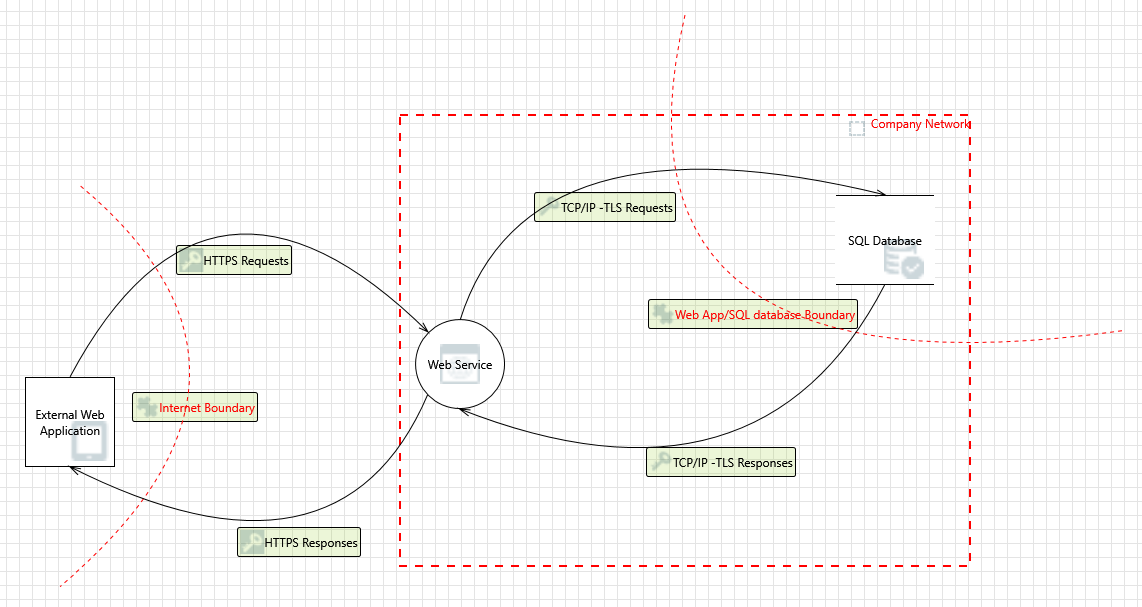 Company Network
TCP/IP -TLS Requests
SQL Database
HTTPS Requests
Web App/SQL database Boundary
Web Service
External Web
Application
Internet Boundary
TCP/IP -TLS Responses
HTTPS Responses